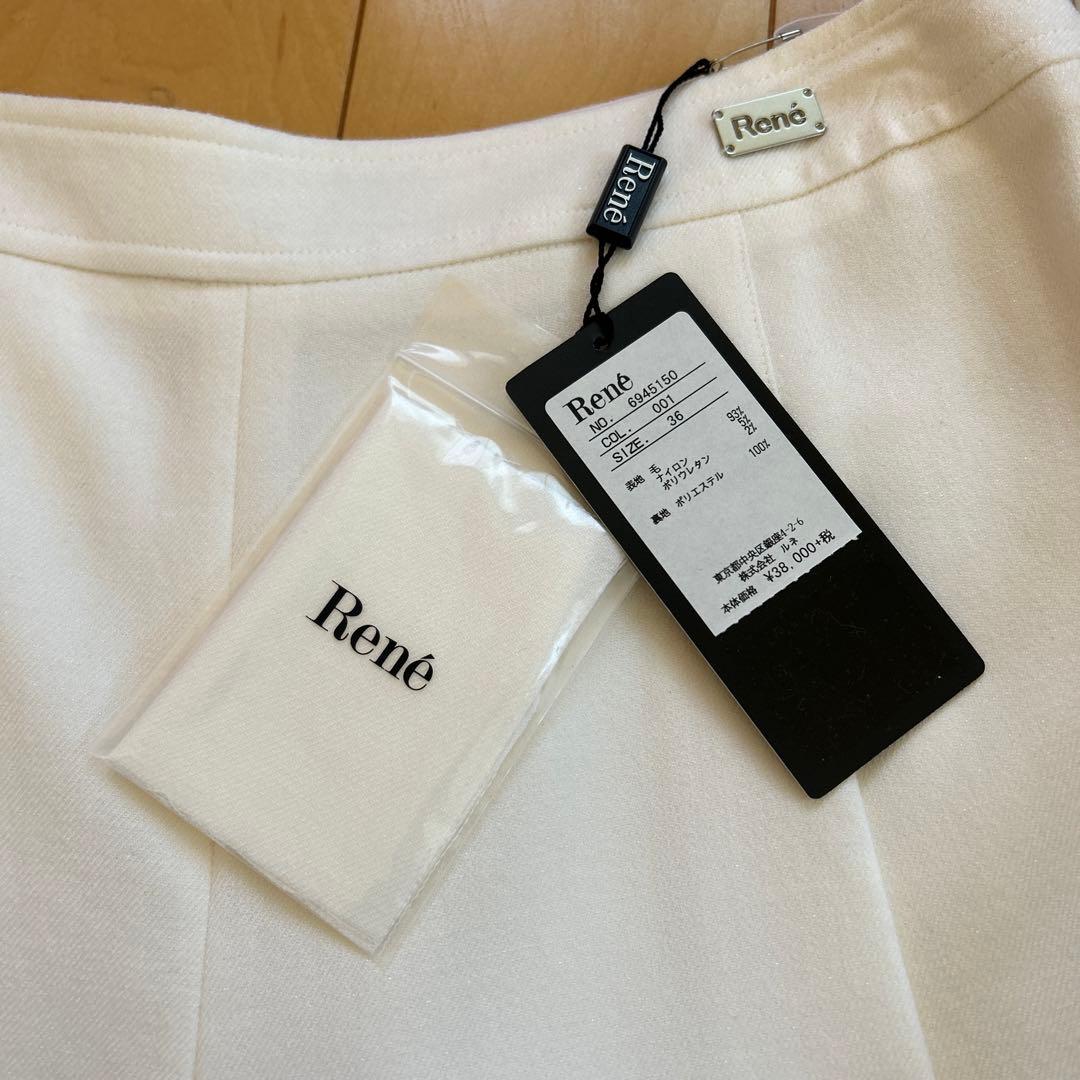 René
René
René
NO. 6945150
COL. 001
SIZE. 36
表地 毛 93%
ナイロン 5%
ポリウレタン 2%
裏地 ポリエステル 100%
東京都中央区銀座4-2-6
株式会社 ルネ
本体価格 ¥38,000+税
René